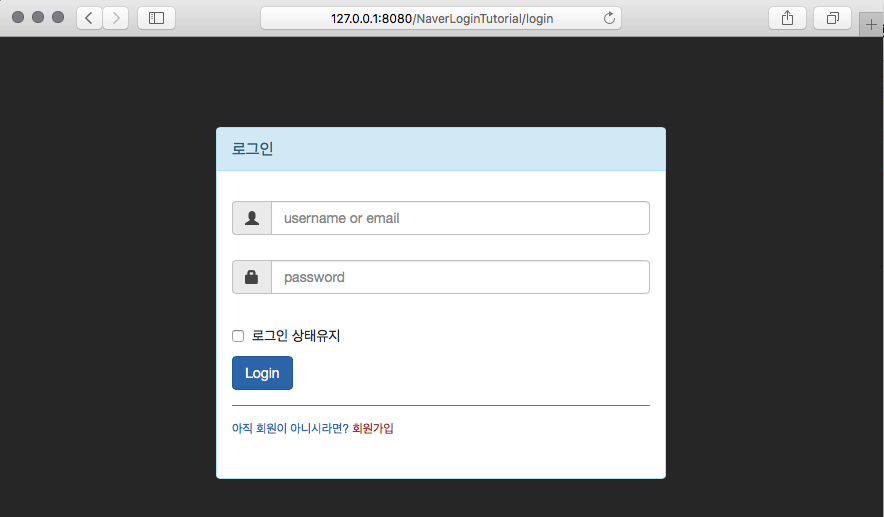 127.0.0.1:8080/NaverLoginTutorial/login
로그인
username or email
password
로그인 상태유지
Login
아직 회원이 아니시라면? 회원가입